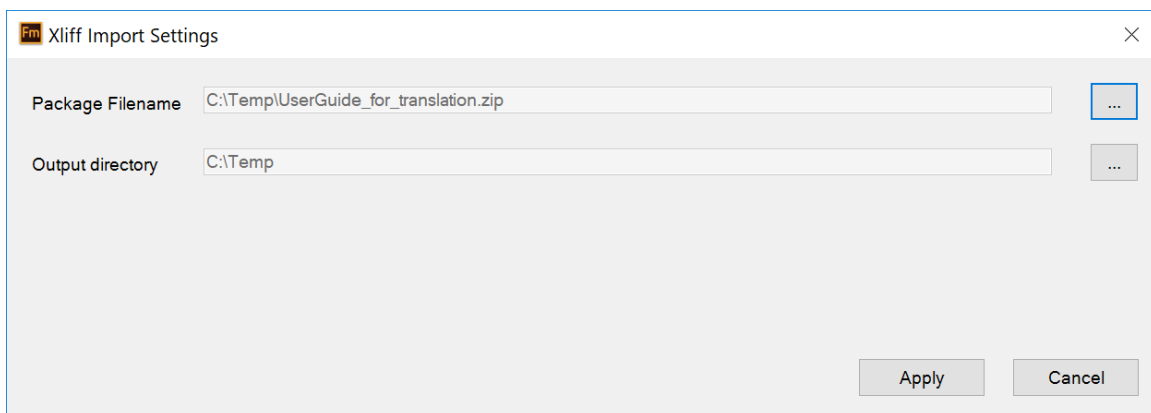 Fm Xliff Import Settings
Package Filename C:\Temp\UserGuide_for_translation.zip ...
Output directory C:\Temp ...
Apply Cancel